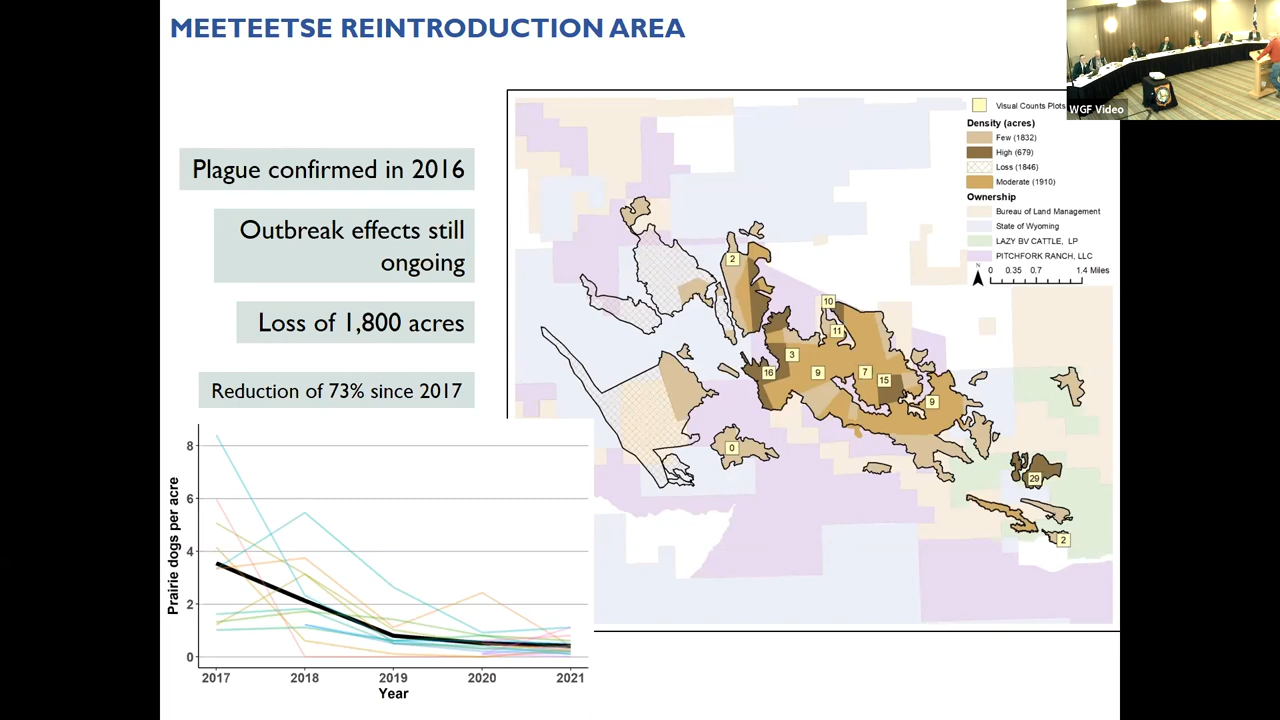 MEETEETSE REINTRODUCTION AREA
WGF Video
Plague confirmed in 2016
Outbreak effects still
ongoing
Loss of 1,800 acres
Reduction of 73% since 2017
Visual Counts Plots
Density (acres)
Few (1832)
High (679)
Loss (1846)
Moderate (1910)
Ownership
Bureau of Land Management
State of Wyoming
LAZY BV CATTLE, LP
PITCHFORK RANCH, LLC
N
0 0.35 0.7 1.4 Miles
2
10
11
3
16
9
7
15
9
0
29
2
Prairie dogs per acre
8
6
4
2
0
2017 2018 2019 2020 2021
Year